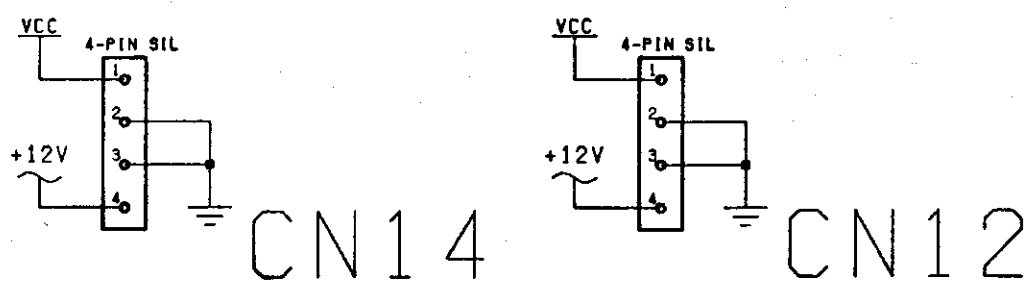 VCC
4-PIN SIL
1
2
3
+12V
4
CN14
VCC
4-PIN SIL
1
2
3
+12V
4
CN12